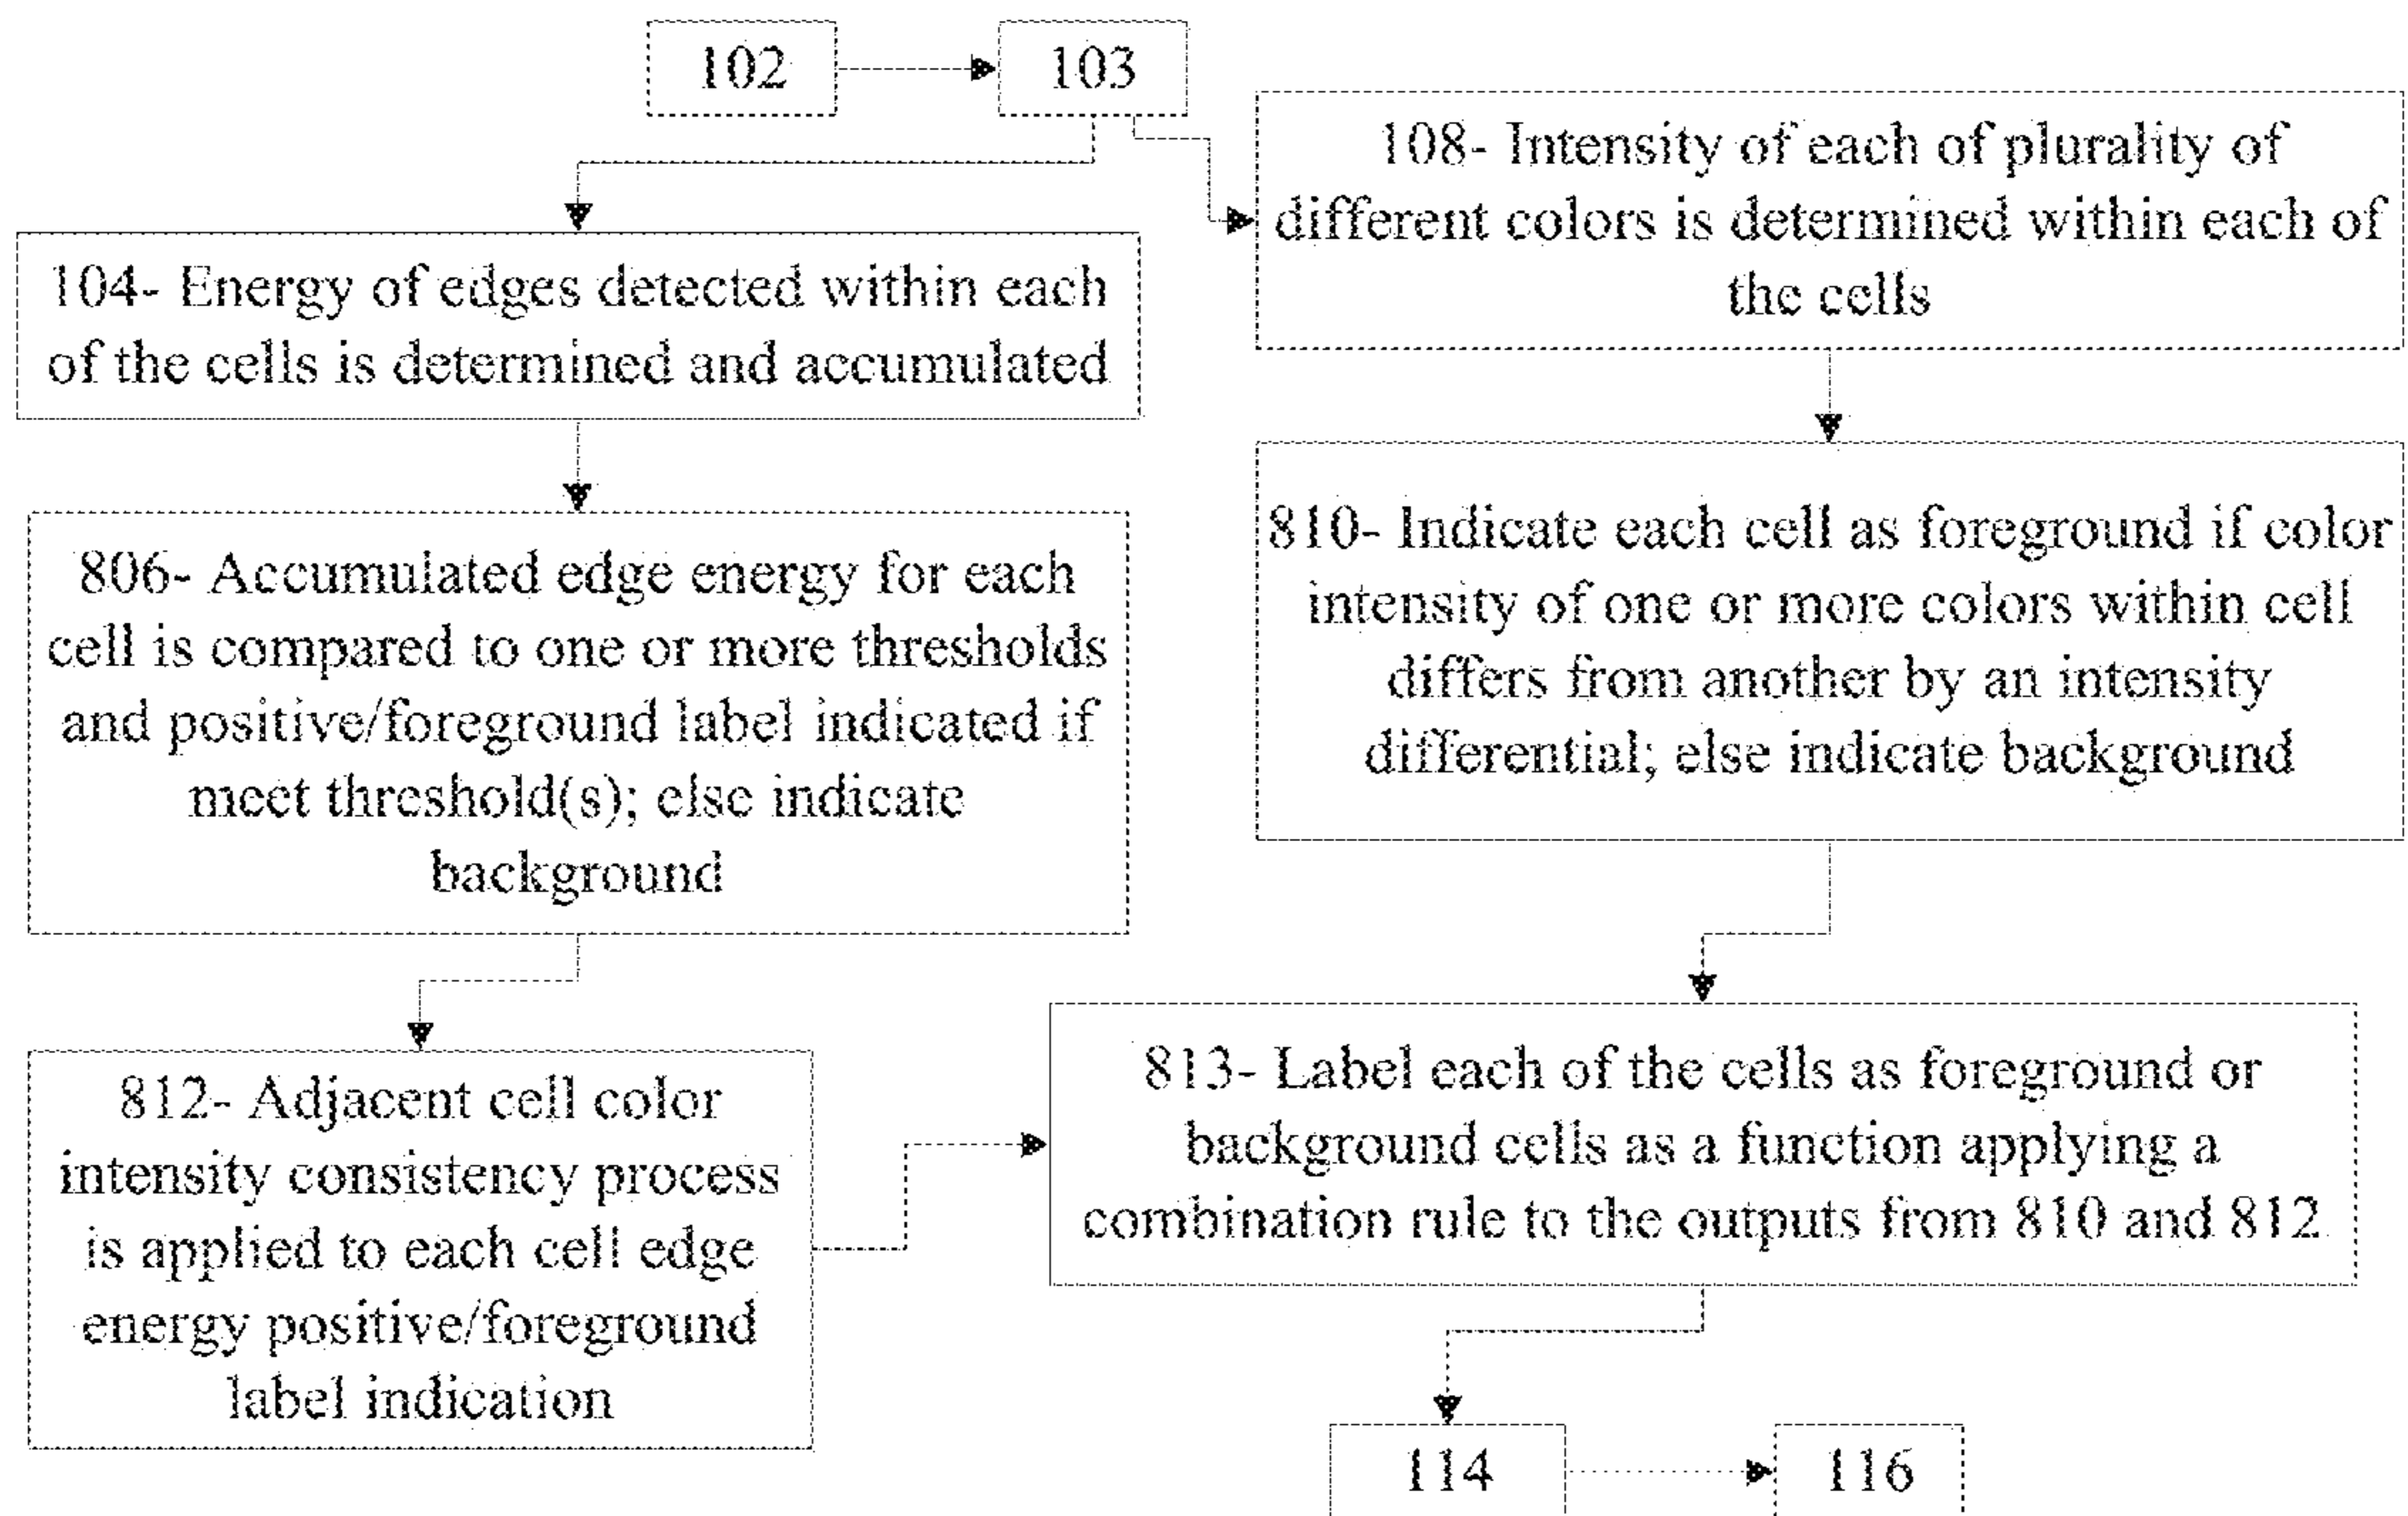 102
103
108- Intensity of each of plurality of
different colors is determined within each of
the cells
104- Energy of edges detected within each
of the cells is determined and accumulated
806- Accumulated edge energy for each
cell is compared to one or more thresholds
and positive/foreground label indicated if
meet threshold(s); else indicate
background
810- Indicate each cell as foreground if color
intensity of one or more colors within cell
differs from another by an intensity
differential; else indicate background
812- Adjacent cell color
intensity consistency process
is applied to each cell edge
energy positive/foreground
label indication
813- Label each of the cells as foreground or
background cells as a function applying a
combination rule to the outputs from 810 and 812
114
116